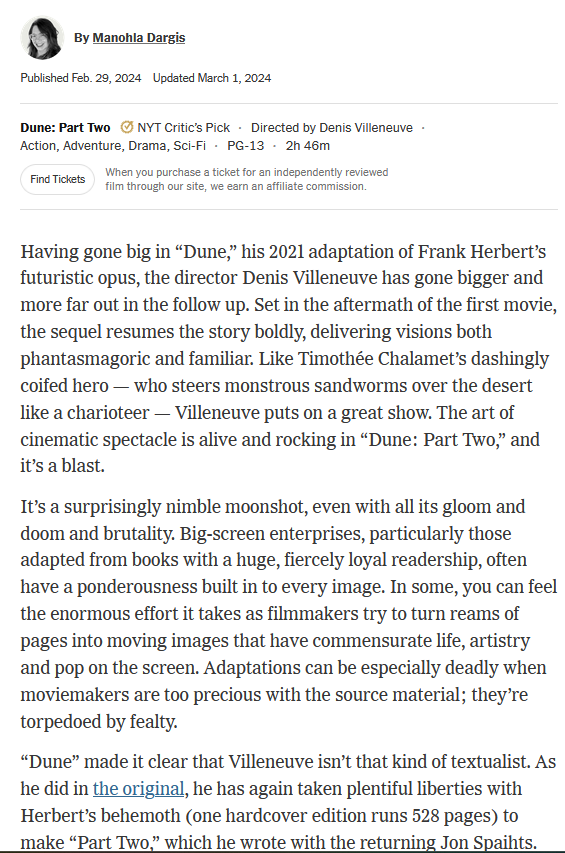 By Manohla Dargis
Published Feb. 29, 2024 Updated March 1, 2024
Dune: Part Two NYT Critic’s Pick · Directed by Denis Villeneuve ·
Action, Adventure, Drama, Sci-Fi · PG-13 · 2h 46m
Find Tickets
When you purchase a ticket for an independently reviewed
film through our site, we earn an affiliate commission.
Having gone big in “Dune,” his 2021 adaptation of Frank Herbert’s
futuristic opus, the director Denis Villeneuve has gone bigger and
more far out in the follow up. Set in the aftermath of the first movie,
the sequel resumes the story boldly, delivering visions both
phantasmagoric and familiar. Like Timothée Chalamet’s dashingly
coifed hero — who steers monstrous sandworms over the desert
like a charioteer — Villeneuve puts on a great show. The art of
cinematic spectacle is alive and rocking in “Dune: Part Two,” and
it’s a blast.
It’s a surprisingly nimble moonshot, even with all its gloom and
doom and brutality. Big-screen enterprises, particularly those
adapted from books with a huge, fiercely loyal readership, often
have a ponderousness built in to every image. In some, you can feel
the enormous effort it takes as filmmakers try to turn reams of
pages into moving images that have commensurate life, artistry
and pop on the screen. Adaptations can be especially deadly when
moviemakers are too precious with the source material; they’re
torpedoed by fealty.
“Dune” made it clear that Villeneuve isn’t that kind of textualist. As
he did in the original, he has again taken plentiful liberties with
Herbert’s behemoth (one hardcover edition runs 528 pages) to
make “Part Two,” which he wrote with the returning Jon Spaihts.